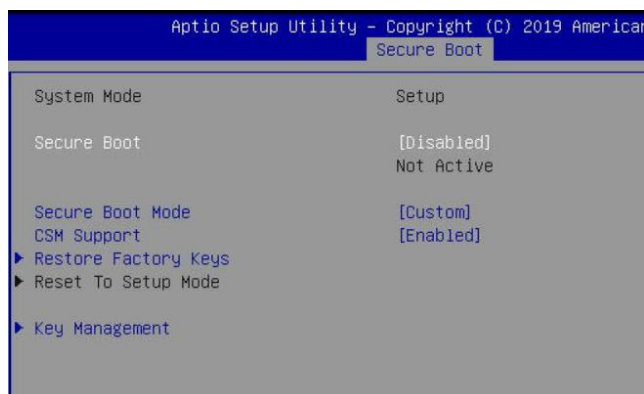 Aptio Setup Utility – Copyright (C) 2019 American
Secure Boot
System Mode Setup
Secure Boot [Disabled]
Not Active
Secure Boot Mode [Custom]
CSM Support [Enabled]
Restore Factory Keys
Reset To Setup Mode
Key Management